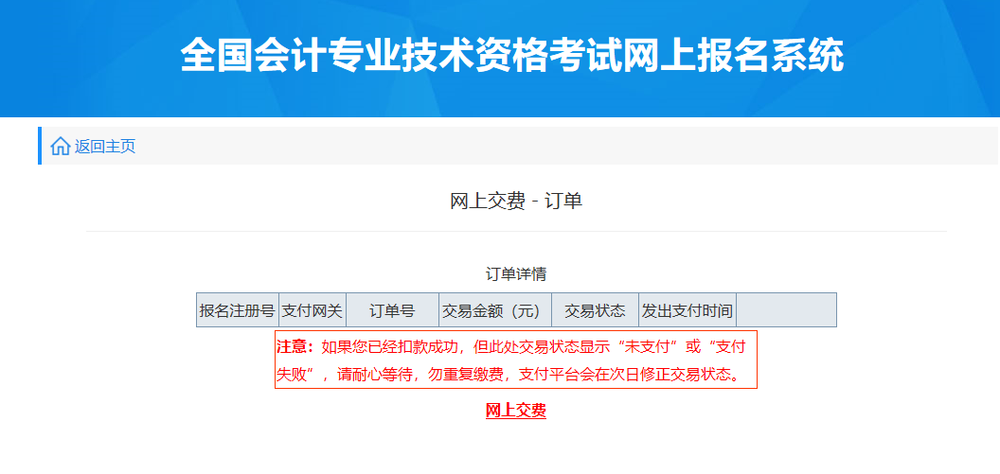 全国会计专业技术资格考试网上报名系统
返回主页
网上交费 - 订单
订单详情
报名注册号 支付网关 订单号 交易金额（元） 交易状态 发出支付时间
注意：如果您已经扣款成功，但此处交易状态显示“未支付”或“支付
失败”，请耐心等待，勿重复缴费，支付平台会在次日修正交易状态。
网上交费